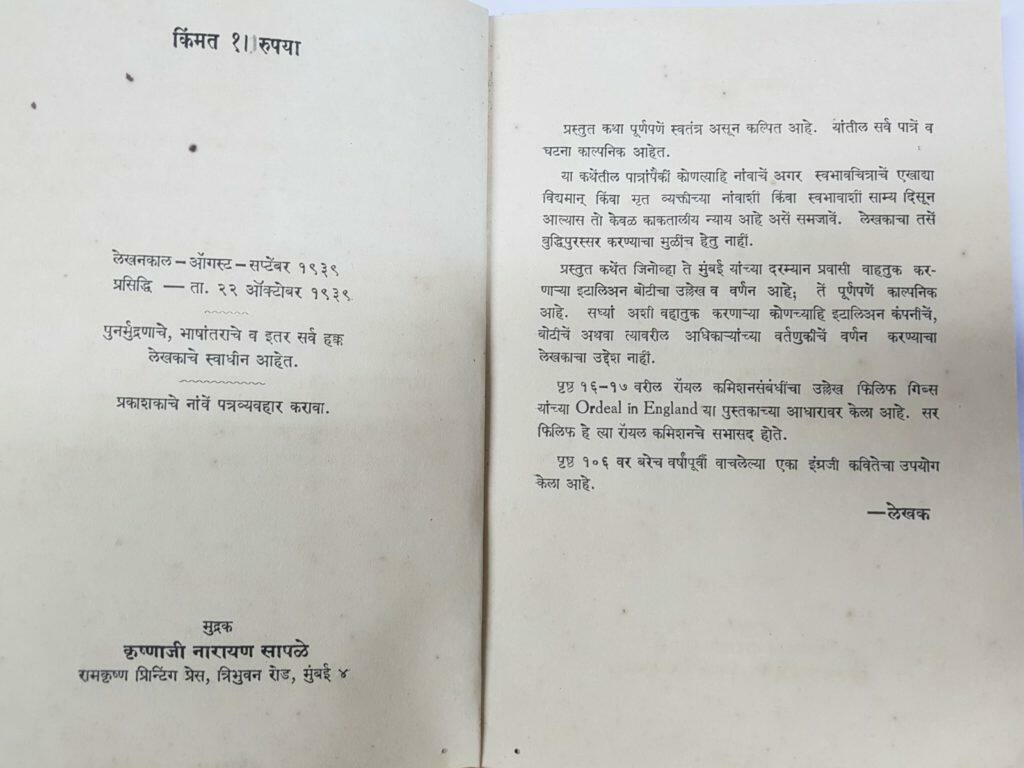 किंमत १।। रुपया
लेखनकाल – ऑगस्ट – सप्टेंबर १९३९
प्रसिद्धि — ता. २२ ऑक्टोबर १९३९
पुनर्मुद्रणाचे, भाषांतराचे व इतर सर्व हक्क
लेखकाचे स्वाधीन आहेत.
प्रकाशकाचे नांवें पत्रव्यवहार करावा.
मुद्रक
कृष्णाजी नारायण सापळे
रामकृष्ण प्रिन्टिंग प्रेस, त्रिभुवन रोड, मुंबई ४
प्रस्तुत कथा पूर्णपणें स्वतंत्र असून कल्पित आहे. यांतील सर्व पात्रें व
घटना काल्पनिक आहेत.
या कथेंतील पात्रांपैकीं कोणत्याहि नांवाचें अगर स्वभावचित्राचें एखाद्या
विद्यमान् किंवा मृत व्यक्तीच्या नांवाशीं किंवा स्वभावाशीं साम्य दिसून
आल्यास तो केवळ काकतालीय न्याय आहे असें समजावें. लेखकाचा तसें
बुद्धिपुरस्सर करण्याचा मुळींच हेतु नाहीं.
प्रस्तुत कथेंत जिनोव्हा ते मुंबई यांच्या दरम्यान प्रवासी वाहतुक कर-
णाऱ्या इटालिअन बोटीचा उल्लेख व वर्णन आहे; तें पूर्णपणें काल्पनिक
आहे. सध्यां अशी वहातुक करणाऱ्या कोणच्याहि इटालिअन कंपनीचें,
बोटीचें अथवा त्यावरील आधिकाऱ्यांच्या वर्तणुकीचें वर्णन करण्याचा
लेखकाचा उद्देश नाहीं.
पृष्ठ १६–१७ वरील रॉयल कमिशनसंबंधींचा उल्लेख फिलिफ गिब्स
यांच्या Ordeal in England या पुस्तकाच्या आधारावर केला आहे. सर
फिलिफ हे त्या रॉयल कमिशनचे सभासद होते.
पृष्ठ १०६ वर बरेच वर्षांपूर्वीं वाचलेल्या एका इंग्रजी कवितेचा उपयोग
केला आहे.
—लेखक